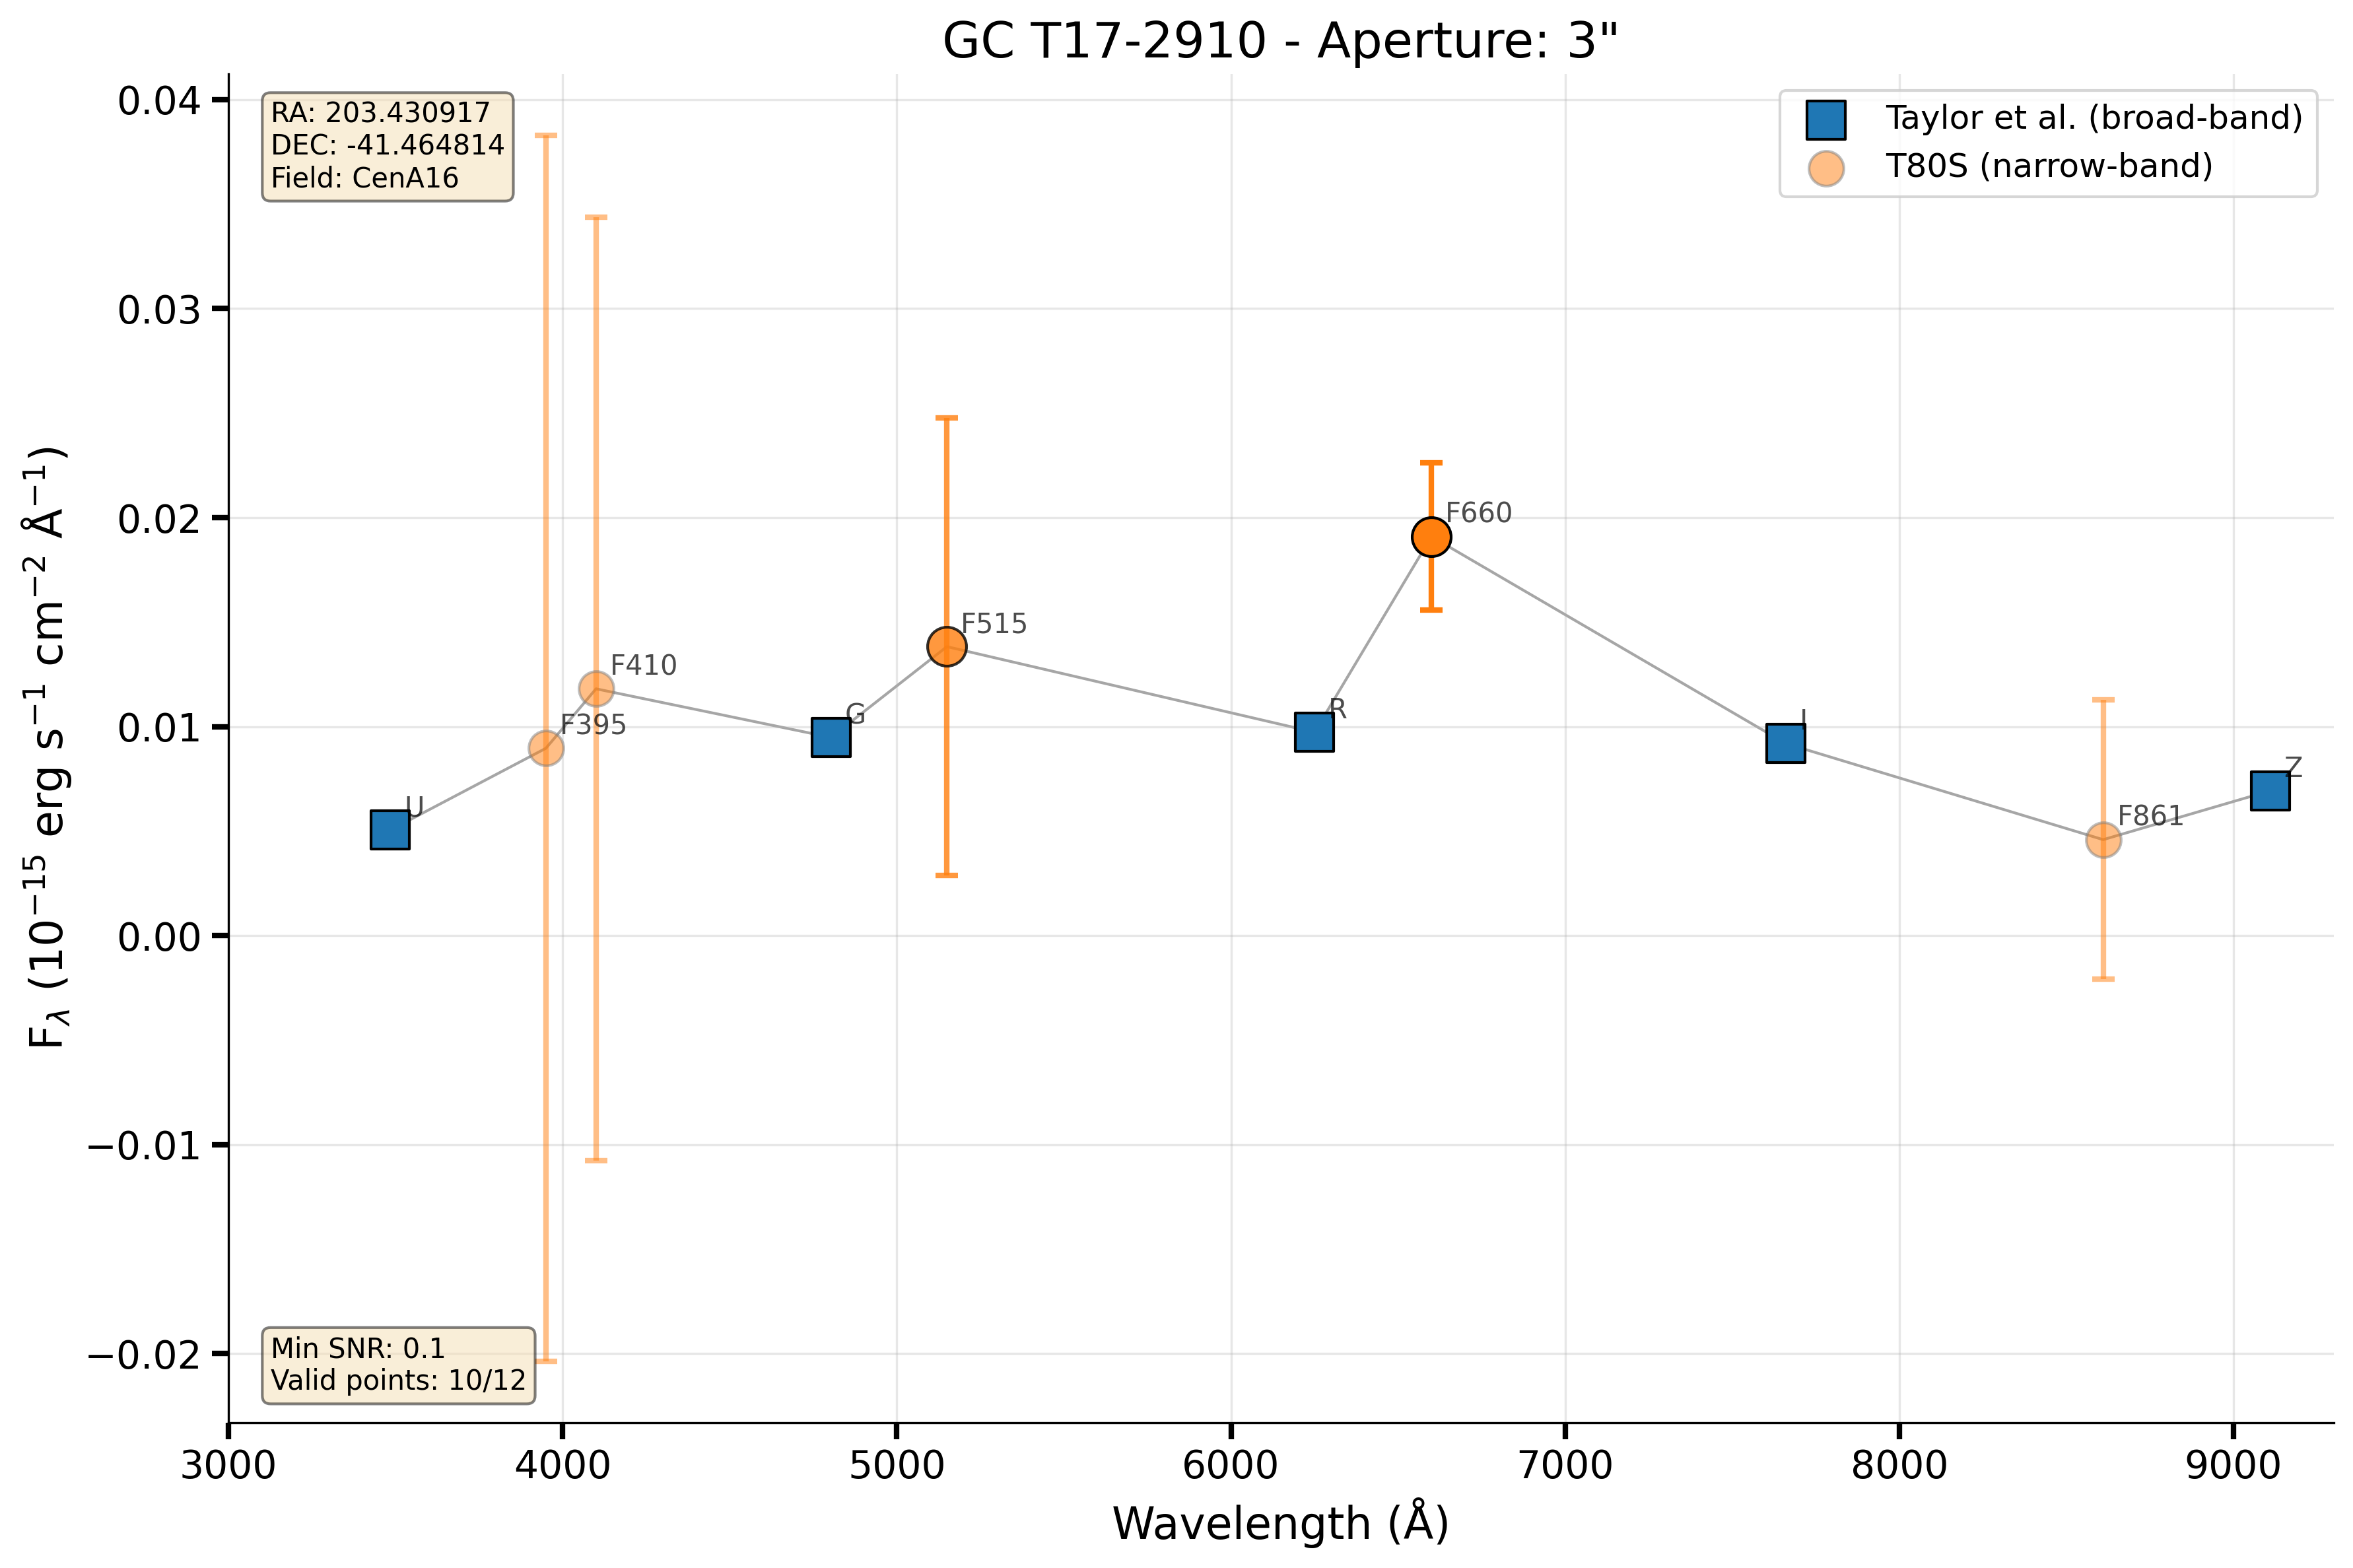 GC T17-2910 - Aperture: 3"
RA: 203.430917
DEC: -41.464814
Field: CenA16
Taylor et al. (broad-band)
T80S (narrow-band)
F$_{\lambda}$ (10$^{-15}$ erg s$^{-1}$ cm$^{-2}$ Å$^{-1}$)
0.04
0.03
0.02
0.01
0.00
−0.01
−0.02
U
F395
F410
G
F515
R
F660
I
F861
Z
Min SNR: 0.1
Valid points: 10/12
3000 4000 5000 6000 7000 8000 9000
Wavelength (Å)